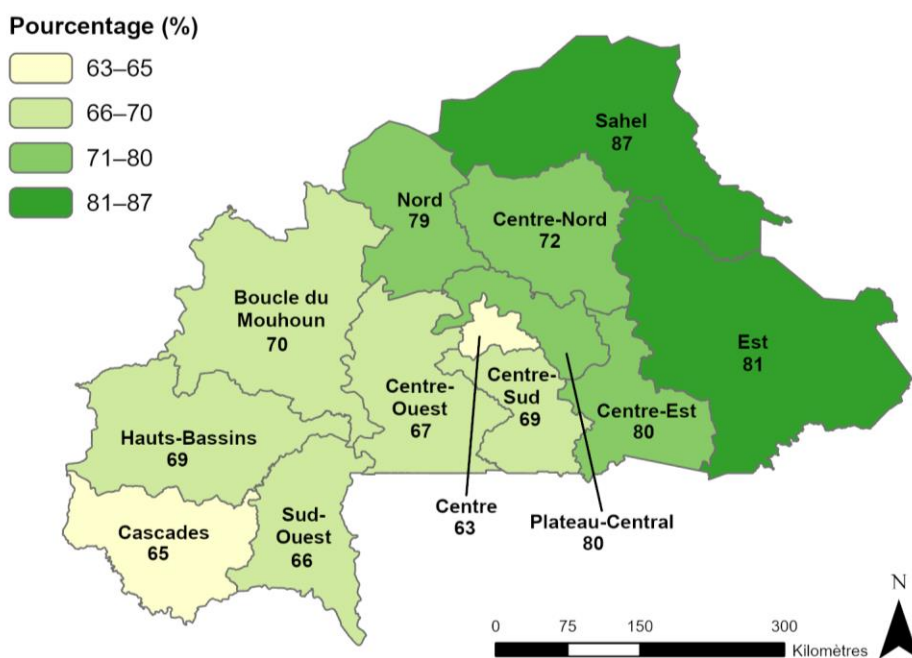 Pourcentage (%)
63–65
66–70
71–80
81–87
Sahel
87
Nord
79
Centre-Nord
72
Boucle du
Mouhoun
70
Est
81
Centre-
Ouest
67
Centre-
Sud
69
Centre-Est
80
Hauts-Bassins
69
Centre
63
Plateau-Central
80
Cascades
65
Sud-
Ouest
66
N
0 75 150 300
Kilomètres